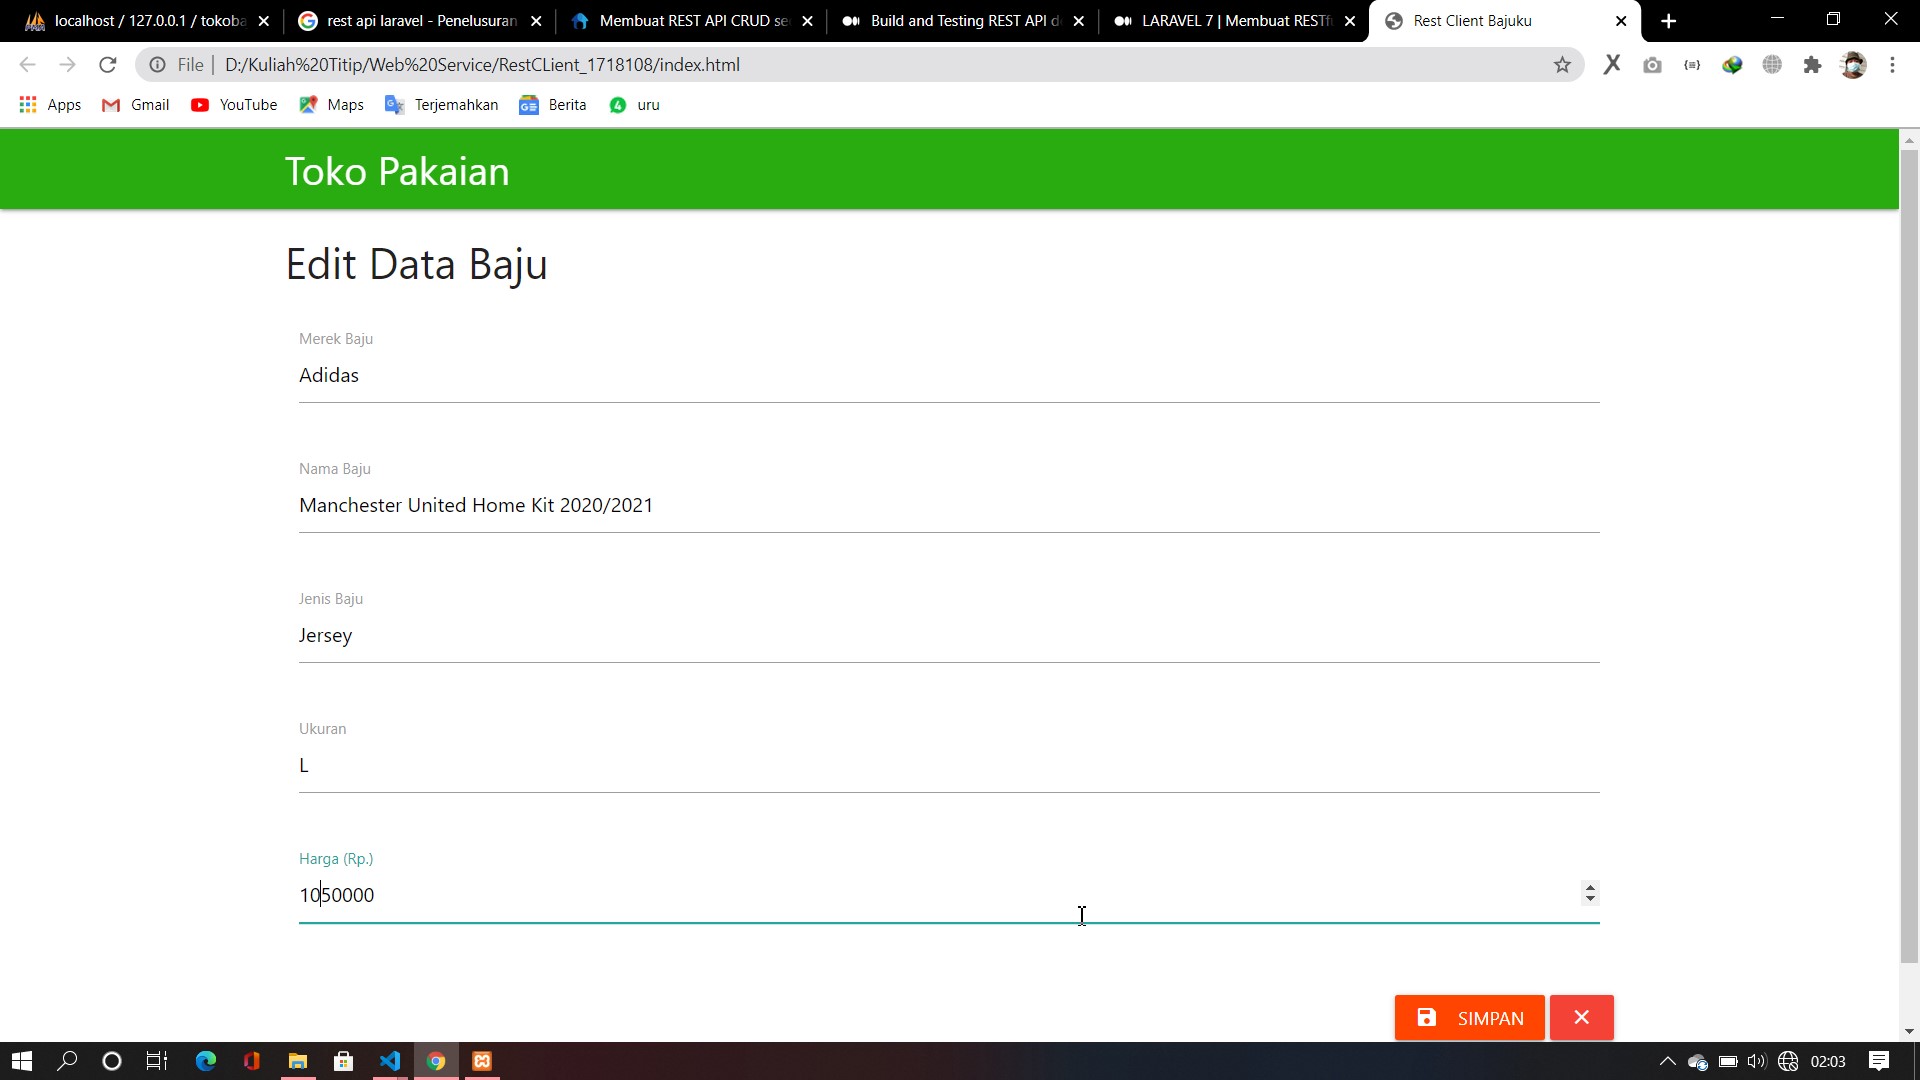 localhost / 127.0.0.1 / tokoba
rest api laravel - Penelusuran
Membuat REST API CRUD se
Build and Testing REST API d
LARAVEL 7 | Membuat RESTf
Rest Client Bajuku
File | D:/Kuliah%20Titip/Web%20Service/RestCLient_1718108/index.html
Apps
Gmail
YouTube
Maps
Terjemahkan
Berita
uru
Toko Pakaian
Edit Data Baju
Merek Baju
Adidas
Nama Baju
Manchester United Home Kit 2020/2021
Jenis Baju
Jersey
Ukuran
L
Harga (Rp.)
1050000
SIMPAN
02:03